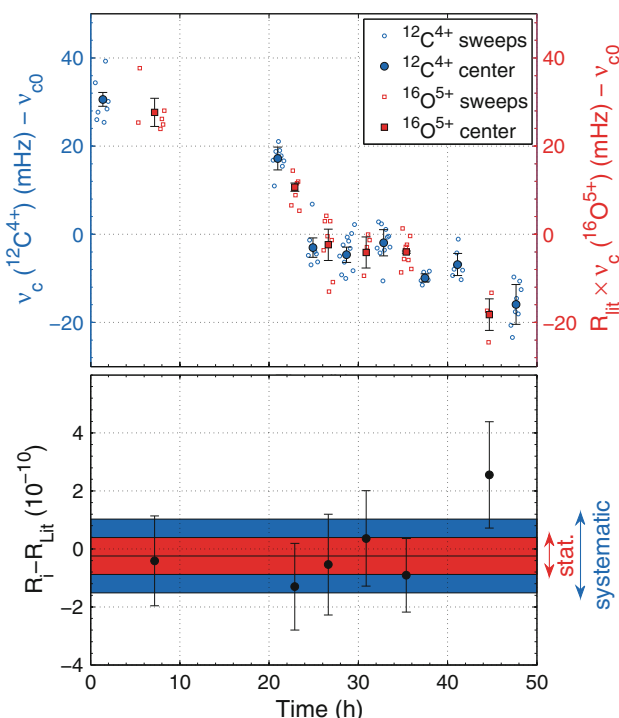 ¹²C⁴⁺ sweeps
¹²C⁴⁺ center
¹⁶O⁵⁺ sweeps
¹⁶O⁵⁺ center
40
20
0
−20
40
20
0
−20
ν_c (¹²C⁴⁺) (mHz) − ν_c0
R_lit × ν_c (¹⁶O⁵⁺) (mHz) − ν_c0
4
2
0
−2
−4
R_i−R_Lit (10⁻¹⁰)
stat.
systematic
0 10 20 30 40 50
Time (h)